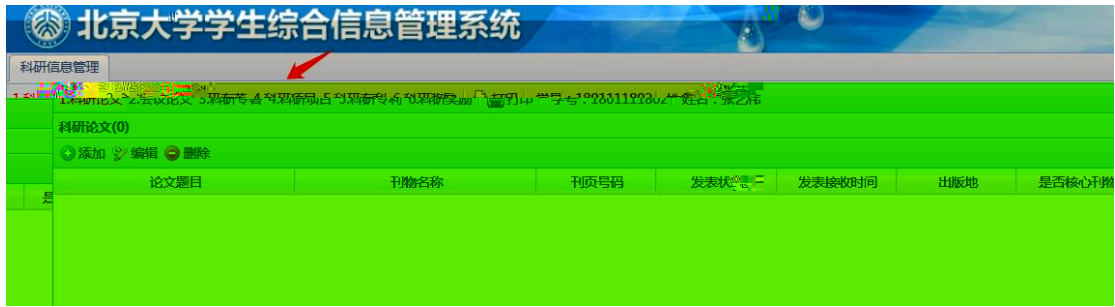 北京大学学生综合信息管理系统
科研信息管理
1.科研论文 2.会议论文 3.科研专著 4.科研项目 5.科研专利 6.科研奖励 打印 学号：1801111802 姓名：张艺伟
科研论文(0)
添加 编辑 删除
论文题目 刊物名称 刊页号码 发表状 发表接收时间 出版地 是否核心刊物